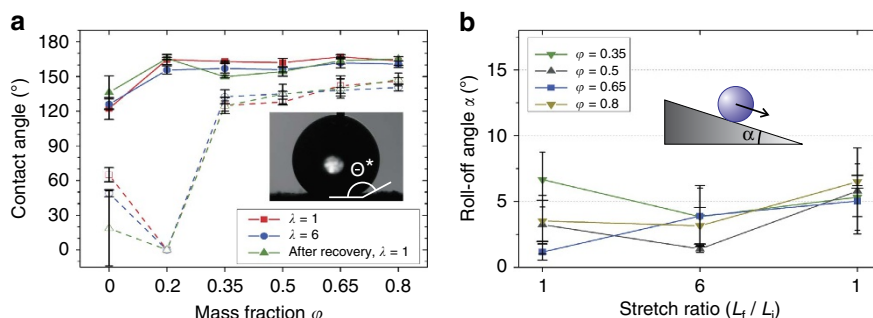 a
180
150
120
90
60
30
0
Contact angle (°)
Θ*
λ = 1
λ = 6
After recovery, λ = 1
0 0.2 0.35 0.5 0.65 0.8
Mass fraction φ
b
15
10
5
0
Roll-off angle α (°)
φ = 0.35
φ = 0.5
φ = 0.65
φ = 0.8
α
1 6 1
Stretch ratio (Lf / Li)